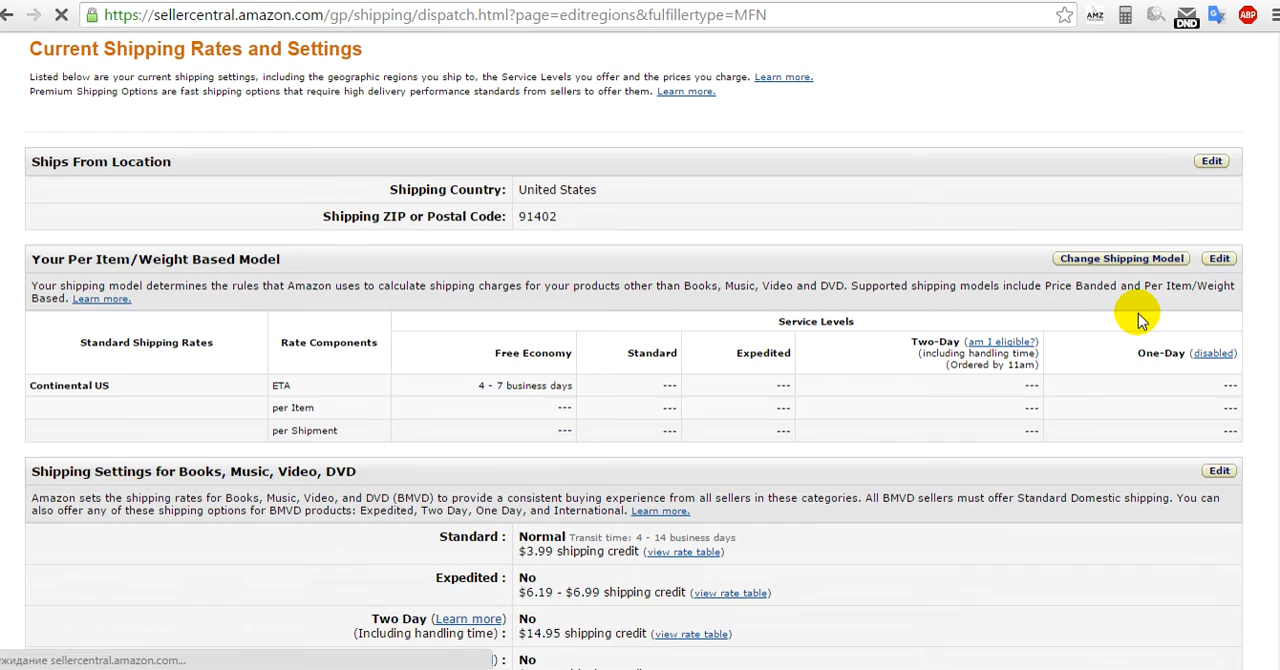 https://sellercentral.amazon.com/gp/shipping/dispatch.html?page=editregions&fulfillertype=MFN
AMZ
DND
ABP
Current Shipping Rates and Settings
Listed below are your current shipping settings, including the geographic regions you ship to, the Service Levels you offer and the prices you charge. Learn more.
Premium Shipping Options are fast shipping options that require high delivery performance standards from sellers to offer them. Learn more.
Ships From Location Edit
Shipping Country: United States
Shipping ZIP or Postal Code: 91402
Your Per Item/Weight Based Model Change Shipping Model Edit
Your shipping model determines the rules that Amazon uses to calculate shipping charges for your products other than Books, Music, Video and DVD. Supported shipping models include Price Banded and Per Item/Weight
Based. Learn more.
Service Levels
Standard Shipping Rates Rate Components Free Economy Standard Expedited Two-Day (am I eligible?)
(including handling time)
(Ordered by 11am) One-Day (disabled)
Continental US ETA 4 - 7 business days --- --- --- ---
per Item --- --- --- --- ---
per Shipment --- --- --- --- ---
Shipping Settings for Books, Music, Video, DVD Edit
Amazon sets the shipping rates for Books, Music, Video, and DVD (BMVD) to provide a consistent buying experience from all sellers in these categories. All BMVD sellers must offer Standard Domestic shipping. You can
also offer any of these shipping options for BMVD products: Expedited, Two Day, One Day, and International. Learn more.
Standard : Normal Transit time: 4 - 14 business days
$3.99 shipping credit (view rate table)
Expedited : No
$6.19 - $6.99 shipping credit (view rate table)
Two Day (Learn more) No
(Including handling time) : $14.95 shipping credit (view rate table)
) : No
жидание sellercentral.amazon.com...